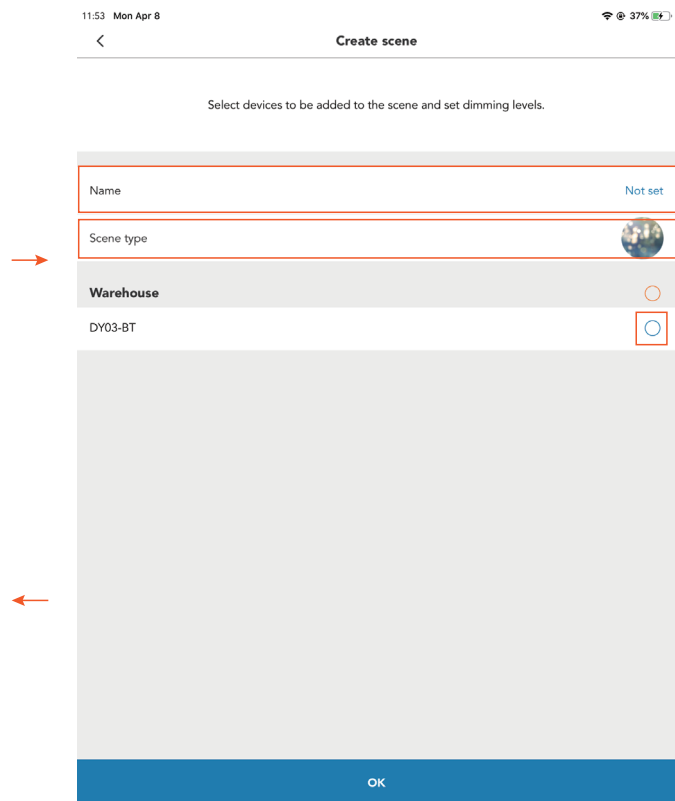 11:53 Mon Apr 8 37%
Create scene
Select devices to be added to the scene and set dimming levels.
Name Not set
Scene type
Warehouse
DY03-BT
OK